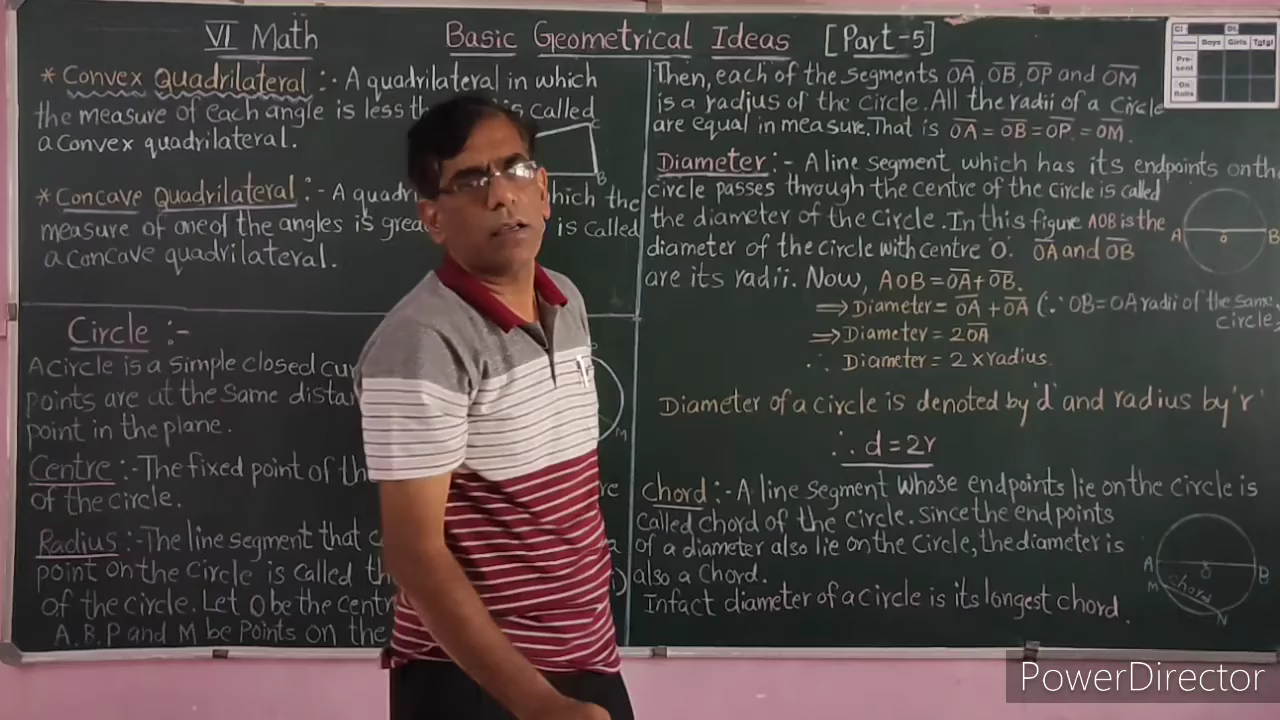 VI Math
Basic Geometrical Ideas [Part-5]
* Convex Quadrilateral :- A quadrilateral in which
the measure of each angle is less is called
a convex quadrilateral.
C
B
* Concave Quadrilateral :- A which the
measure of one of the angles is is called
a concave quadrilateral.
Circle :-
A circle is a simple closed
points are at the same
point in the plane.
M
Centre :- The fixed point of
of the circle.
Radius :- The line segment that
point on the circle is called
of the circle. Let O be the
A, B, P and M be Points on the
Then, each of the segments OA, OB, OP and OM
is a radius of the circle. All the radii of a circle
are equal in measure. That is OA = OB = OP = OM.
Diameter :- A line segment which has its endpoints on the
circle passes through the centre of the circle is called
the diameter of the circle. In this figure AOB is the
diameter of the circle with centre 'O'. OA and OB
are its radii. Now, AOB = OA + OB.
⇒ Diameter = OA + OA (∵ OB = OA radii of the same
circle)
⇒ Diameter = 2OA
∴ Diameter = 2 x radius
A O B
Diameter of a circle is denoted by 'd' and radius by 'r'
∴ d = 2r
Chord :- A line segment whose endpoints lie on the circle is
called chord of the circle. Since the end points
of a diameter also lie on the circle, the diameter is
also a chord.
Infact diameter of a circle is its longest chord.
A O B
M Chord N
Boys Girls Total
Pre-
sent
On
Rolls
PowerDirector